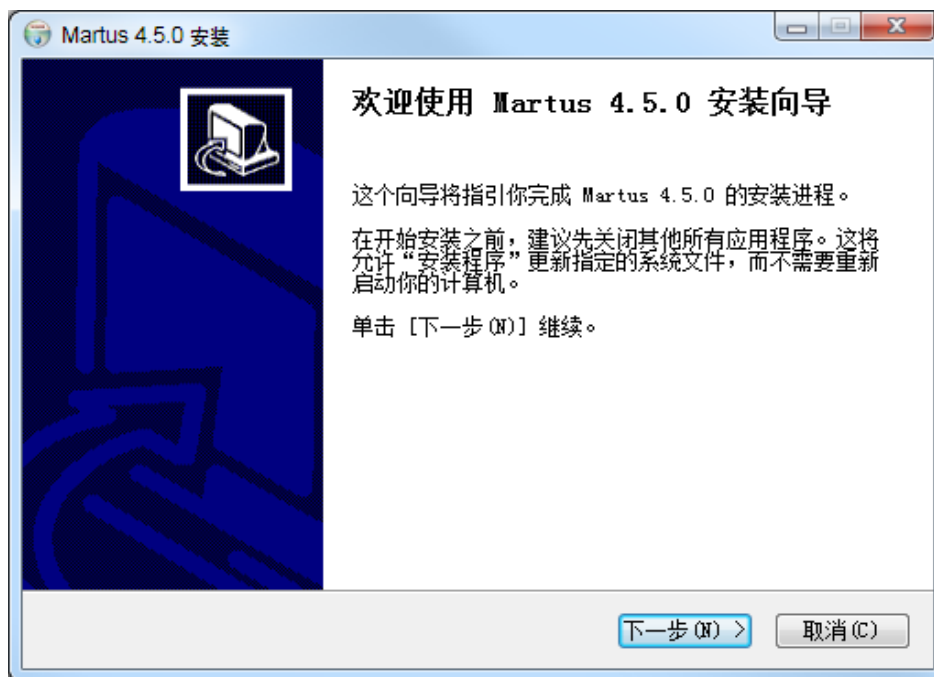 Martus 4.5.0 安装
欢迎使用 Martus 4.5.0 安装向导
这个向导将指引你完成 Martus 4.5.0 的安装进程。
在开始安装之前，建议先关闭其他所有应用程序。这将
允许“安装程序”更新指定的系统文件，而不需要重新
启动你的计算机。
单击 [下一步(N)] 继续。
下一步(N) > 取消(C)